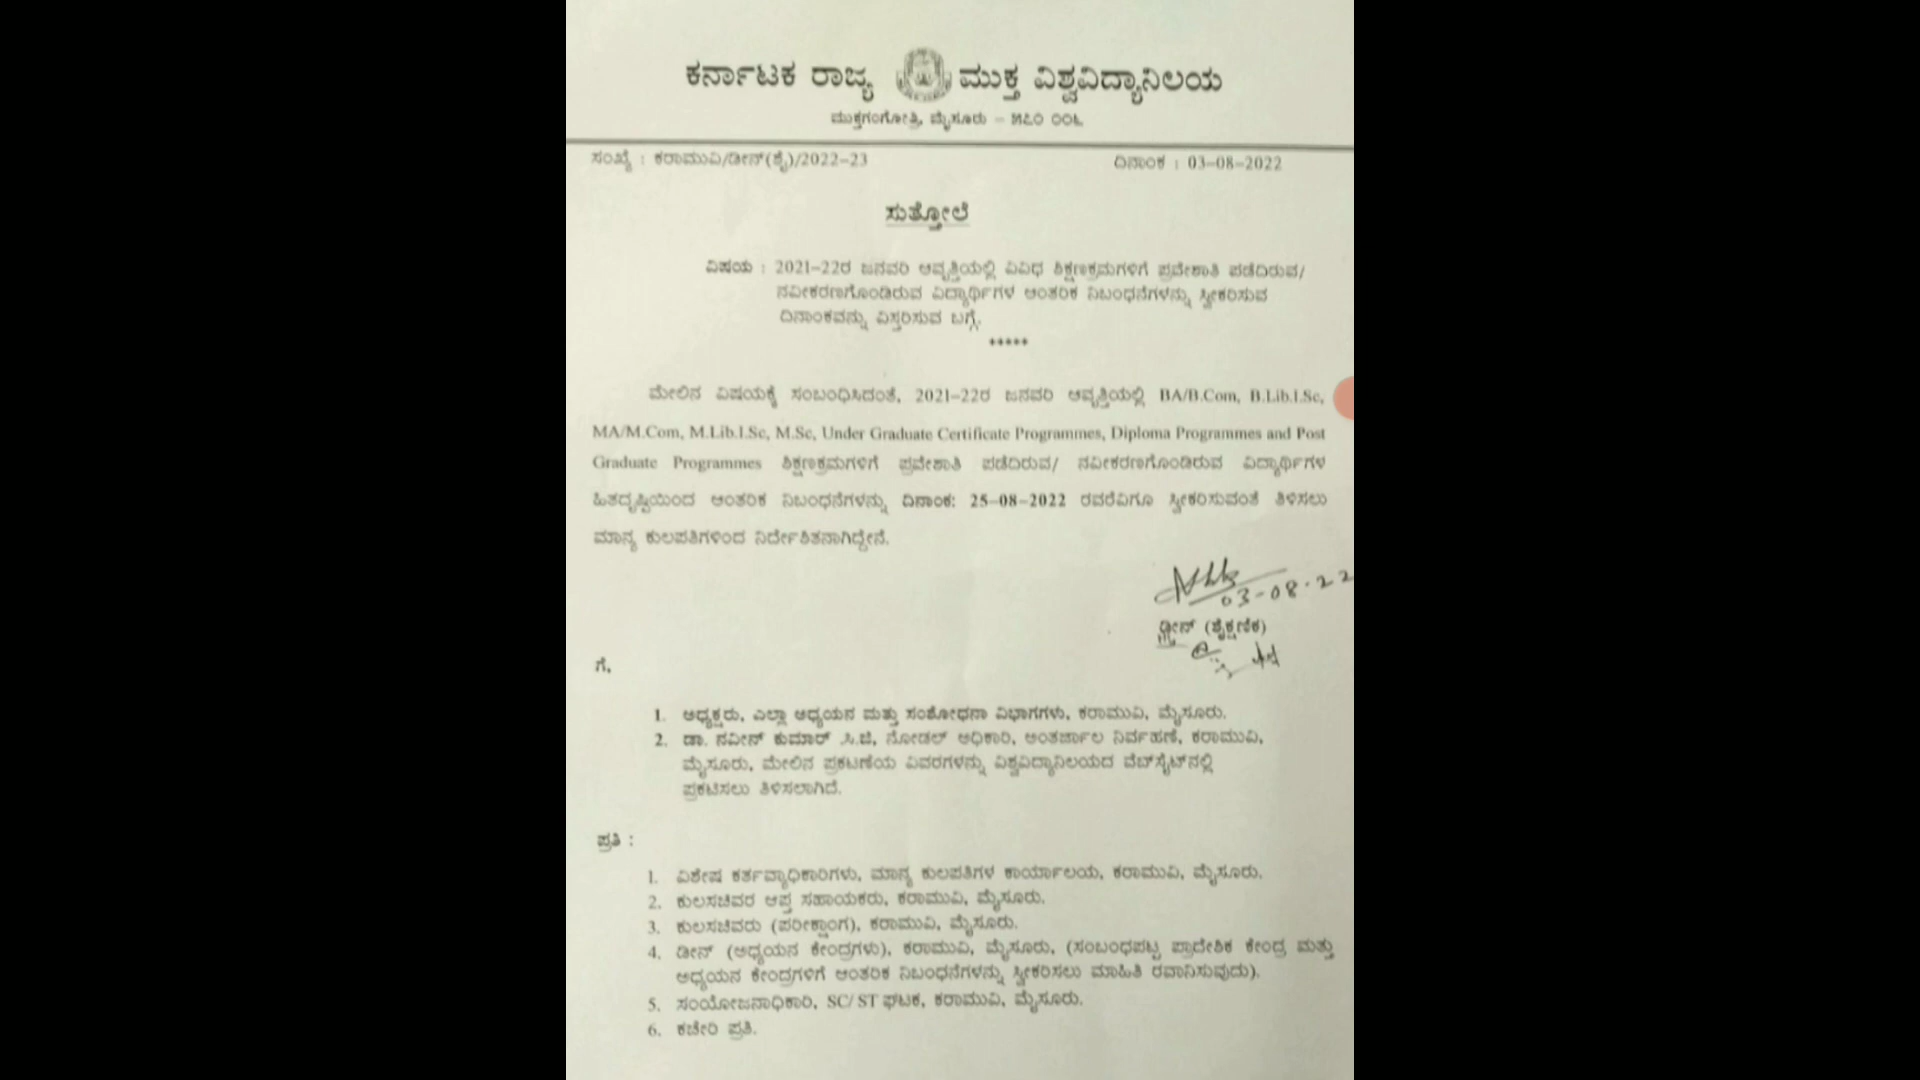 ಕರ್ನಾಟಕ ರಾಜ್ಯ ಮುಕ್ತ ವಿಶ್ವವಿದ್ಯಾನಿಲಯ
ಮುಕ್ತಗಂಗೋತ್ರಿ, ಮೈಸೂರು – ೫೭೦ ೦೦೬
ಸಂಖ್ಯೆ : ಕರಾಮುವಿ/ಡೀನ್(ಶೈ)/2022-23 ದಿನಾಂಕ : 03-08-2022
ಸುತ್ತೋಲೆ
ವಿಷಯ : 2021-22ರ ಜನವರಿ ಆವೃತ್ತಿಯಲ್ಲಿ ವಿವಿಧ ಶಿಕ್ಷಣಕ್ರಮಗಳಿಗೆ ಪ್ರವೇಶಾತಿ ಪಡೆದಿರುವ/
ನವೀಕರಣಗೊಂಡಿರುವ ವಿದ್ಯಾರ್ಥಿಗಳ ಆಂತರಿಕ ನಿಬಂಧನೆಗಳನ್ನು ಸ್ವೀಕರಿಸುವ
ದಿನಾಂಕವನ್ನು ವಿಸ್ತರಿಸುವ ಬಗ್ಗೆ.
*****
ಮೇಲಿನ ವಿಷಯಕ್ಕೆ ಸಂಬಂಧಿಸಿದಂತೆ, 2021-22ರ ಜನವರಿ ಆವೃತ್ತಿಯಲ್ಲಿ BA/B.Com, B.Lib.I.Sc,
MA/M.Com, M.Lib.I.Sc, M.Sc, Under Graduate Certificate Programmes, Diploma Programmes and Post
Graduate Programmes ಶಿಕ್ಷಣಕ್ರಮಗಳಿಗೆ ಪ್ರವೇಶಾತಿ ಪಡೆದಿರುವ/ ನವೀಕರಣಗೊಂಡಿರುವ ವಿದ್ಯಾರ್ಥಿಗಳ
ಹಿತದೃಷ್ಟಿಯಿಂದ ಆಂತರಿಕ ನಿಬಂಧನೆಗಳನ್ನು ದಿನಾಂಕ: 25-08-2022 ರವರೆವಿಗೂ ಸ್ವೀಕರಿಸುವಂತೆ ತಿಳಿಸಲು
ಮಾನ್ಯ ಕುಲಪತಿಗಳಿಂದ ನಿರ್ದೇಶಿತನಾಗಿದ್ದೇನೆ.
03-08-22
ಡೀನ್ (ಶೈಕ್ಷಣಿಕ)
ಗೆ,
1. ಅಧ್ಯಕ್ಷರು, ಎಲ್ಲಾ ಅಧ್ಯಯನ ಮತ್ತು ಸಂಶೋಧನಾ ವಿಭಾಗಗಳು, ಕರಾಮುವಿ, ಮೈಸೂರು.
2. ಡಾ. ನವೀನ್ ಕುಮಾರ್ ಸಿ.ಜಿ, ನೋಡಲ್ ಅಧಿಕಾರಿ, ಅಂತರ್ಜಾಲ ನಿರ್ವಹಣೆ, ಕರಾಮುವಿ,
ಮೈಸೂರು, ಮೇಲಿನ ಪ್ರಕಟಣೆಯ ವಿವರಗಳನ್ನು ವಿಶ್ವವಿದ್ಯಾನಿಲಯದ ವೆಬ್‌ಸೈಟ್‌ನಲ್ಲಿ
ಪ್ರಕಟಿಸಲು ತಿಳಿಸಲಾಗಿದೆ.
ಪ್ರತಿ :
1. ವಿಶೇಷ ಕರ್ತವ್ಯಾಧಿಕಾರಿಗಳು, ಮಾನ್ಯ ಕುಲಪತಿಗಳ ಕಾರ್ಯಾಲಯ, ಕರಾಮುವಿ, ಮೈಸೂರು.
2. ಕುಲಸಚಿವರ ಆಪ್ತ ಸಹಾಯಕರು, ಕರಾಮುವಿ, ಮೈಸೂರು.
3. ಕುಲಸಚಿವರು (ಪರೀಕ್ಷಾಂಗ), ಕರಾಮುವಿ, ಮೈಸೂರು.
4. ಡೀನ್ (ಅಧ್ಯಯನ ಕೇಂದ್ರಗಳು), ಕರಾಮುವಿ, ಮೈಸೂರು, (ಸಂಬಂಧಪಟ್ಟ ಪ್ರಾದೇಶಿಕ ಕೇಂದ್ರ ಮತ್ತು
ಅಧ್ಯಯನ ಕೇಂದ್ರಗಳಿಗೆ ಆಂತರಿಕ ನಿಬಂಧನೆಗಳನ್ನು ಸ್ವೀಕರಿಸಲು ಮಾಹಿತಿ ರವಾನಿಸುವುದು).
5. ಸಂಯೋಜನಾಧಿಕಾರಿ, SC/ ST ಘಟಕ, ಕರಾಮುವಿ, ಮೈಸೂರು.
6. ಕಚೇರಿ ಪ್ರತಿ.